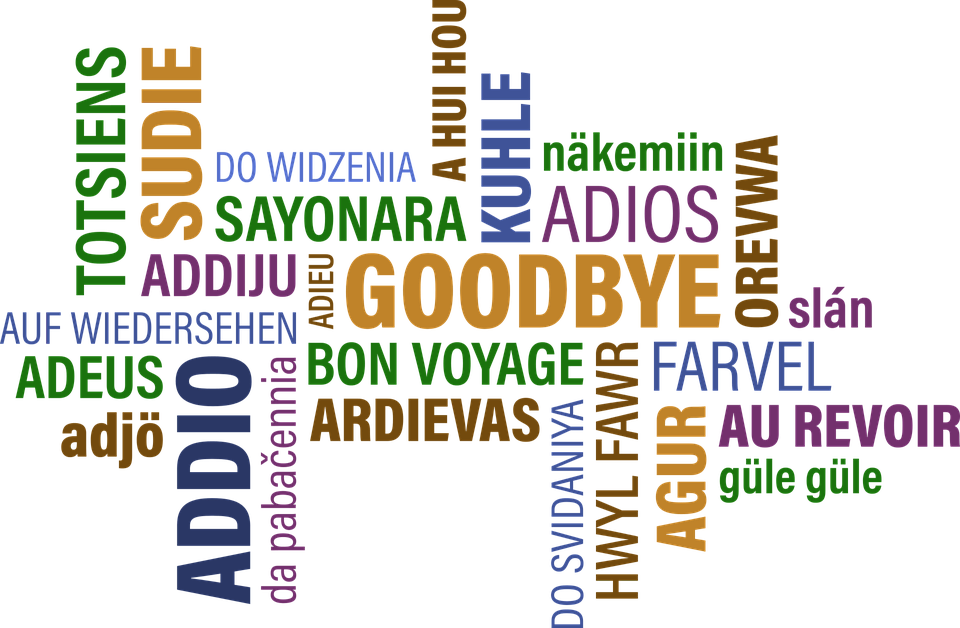 A HUI HOU
TOTSIENS
SUDIE
KUHLE
näkemiin
OREVWA
DO WIDZENIA
ADIOS
SAYONARA
ADDIJU
ADIEU
GOODBYE
slán
AUF WIEDERSEHEN
BON VOYAGE
HWYL FAWR
FARVEL
ADEUS
ADDIO
da pabačennia
ARDIEVAS
DO SVIDANIYA
AGUR
AU REVOIR
adjö
güle güle